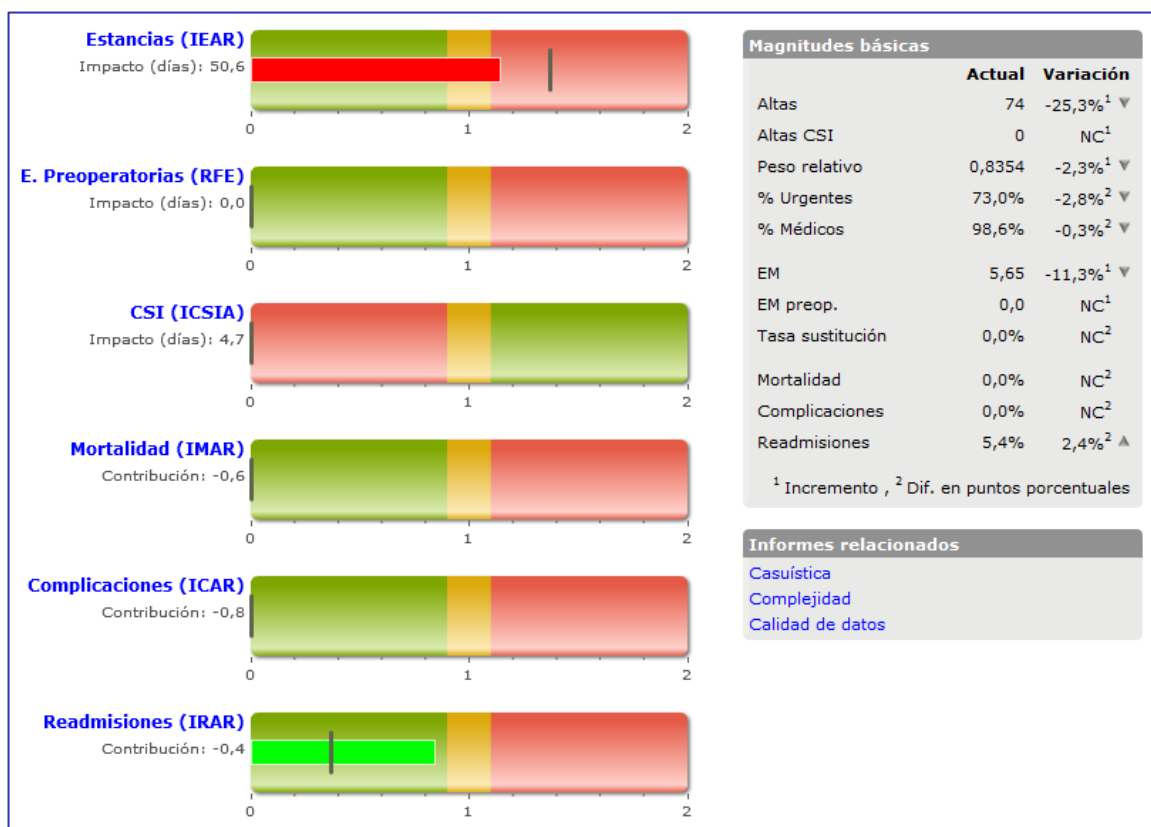 Estancias (IEAR)
Impacto (días): 50,6
0 1 2
E. Preoperatorias (RFE)
Impacto (días): 0,0
0 1 2
CSI (ICSIA)
Impacto (días): 4,7
0 1 2
Mortalidad (IMAR)
Contribución: -0,6
0 1 2
Complicaciones (ICAR)
Contribución: -0,8
0 1 2
Readmisiones (IRAR)
Contribución: -0,4
0 1 2
Magnitudes básicas
Actual Variación
Altas 74 -25,3%¹ ▼
Altas CSI 0 NC¹
Peso relativo 0,8354 -2,3%¹ ▼
% Urgentes 73,0% -2,8%² ▼
% Médicos 98,6% -0,3%² ▼
EM 5,65 -11,3%¹ ▼
EM preop. 0,0 NC¹
Tasa sustitución 0,0% NC²
Mortalidad 0,0% NC²
Complicaciones 0,0% NC²
Readmisiones 5,4% 2,4%² ▲
¹ Incremento , ² Dif. en puntos porcentuales
Informes relacionados
Casuística
Complejidad
Calidad de datos